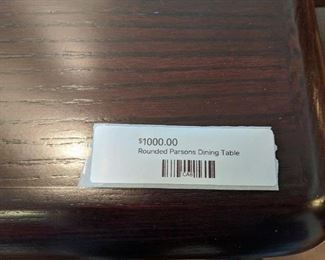 $1000.00
Rounded Parsons Dining Table